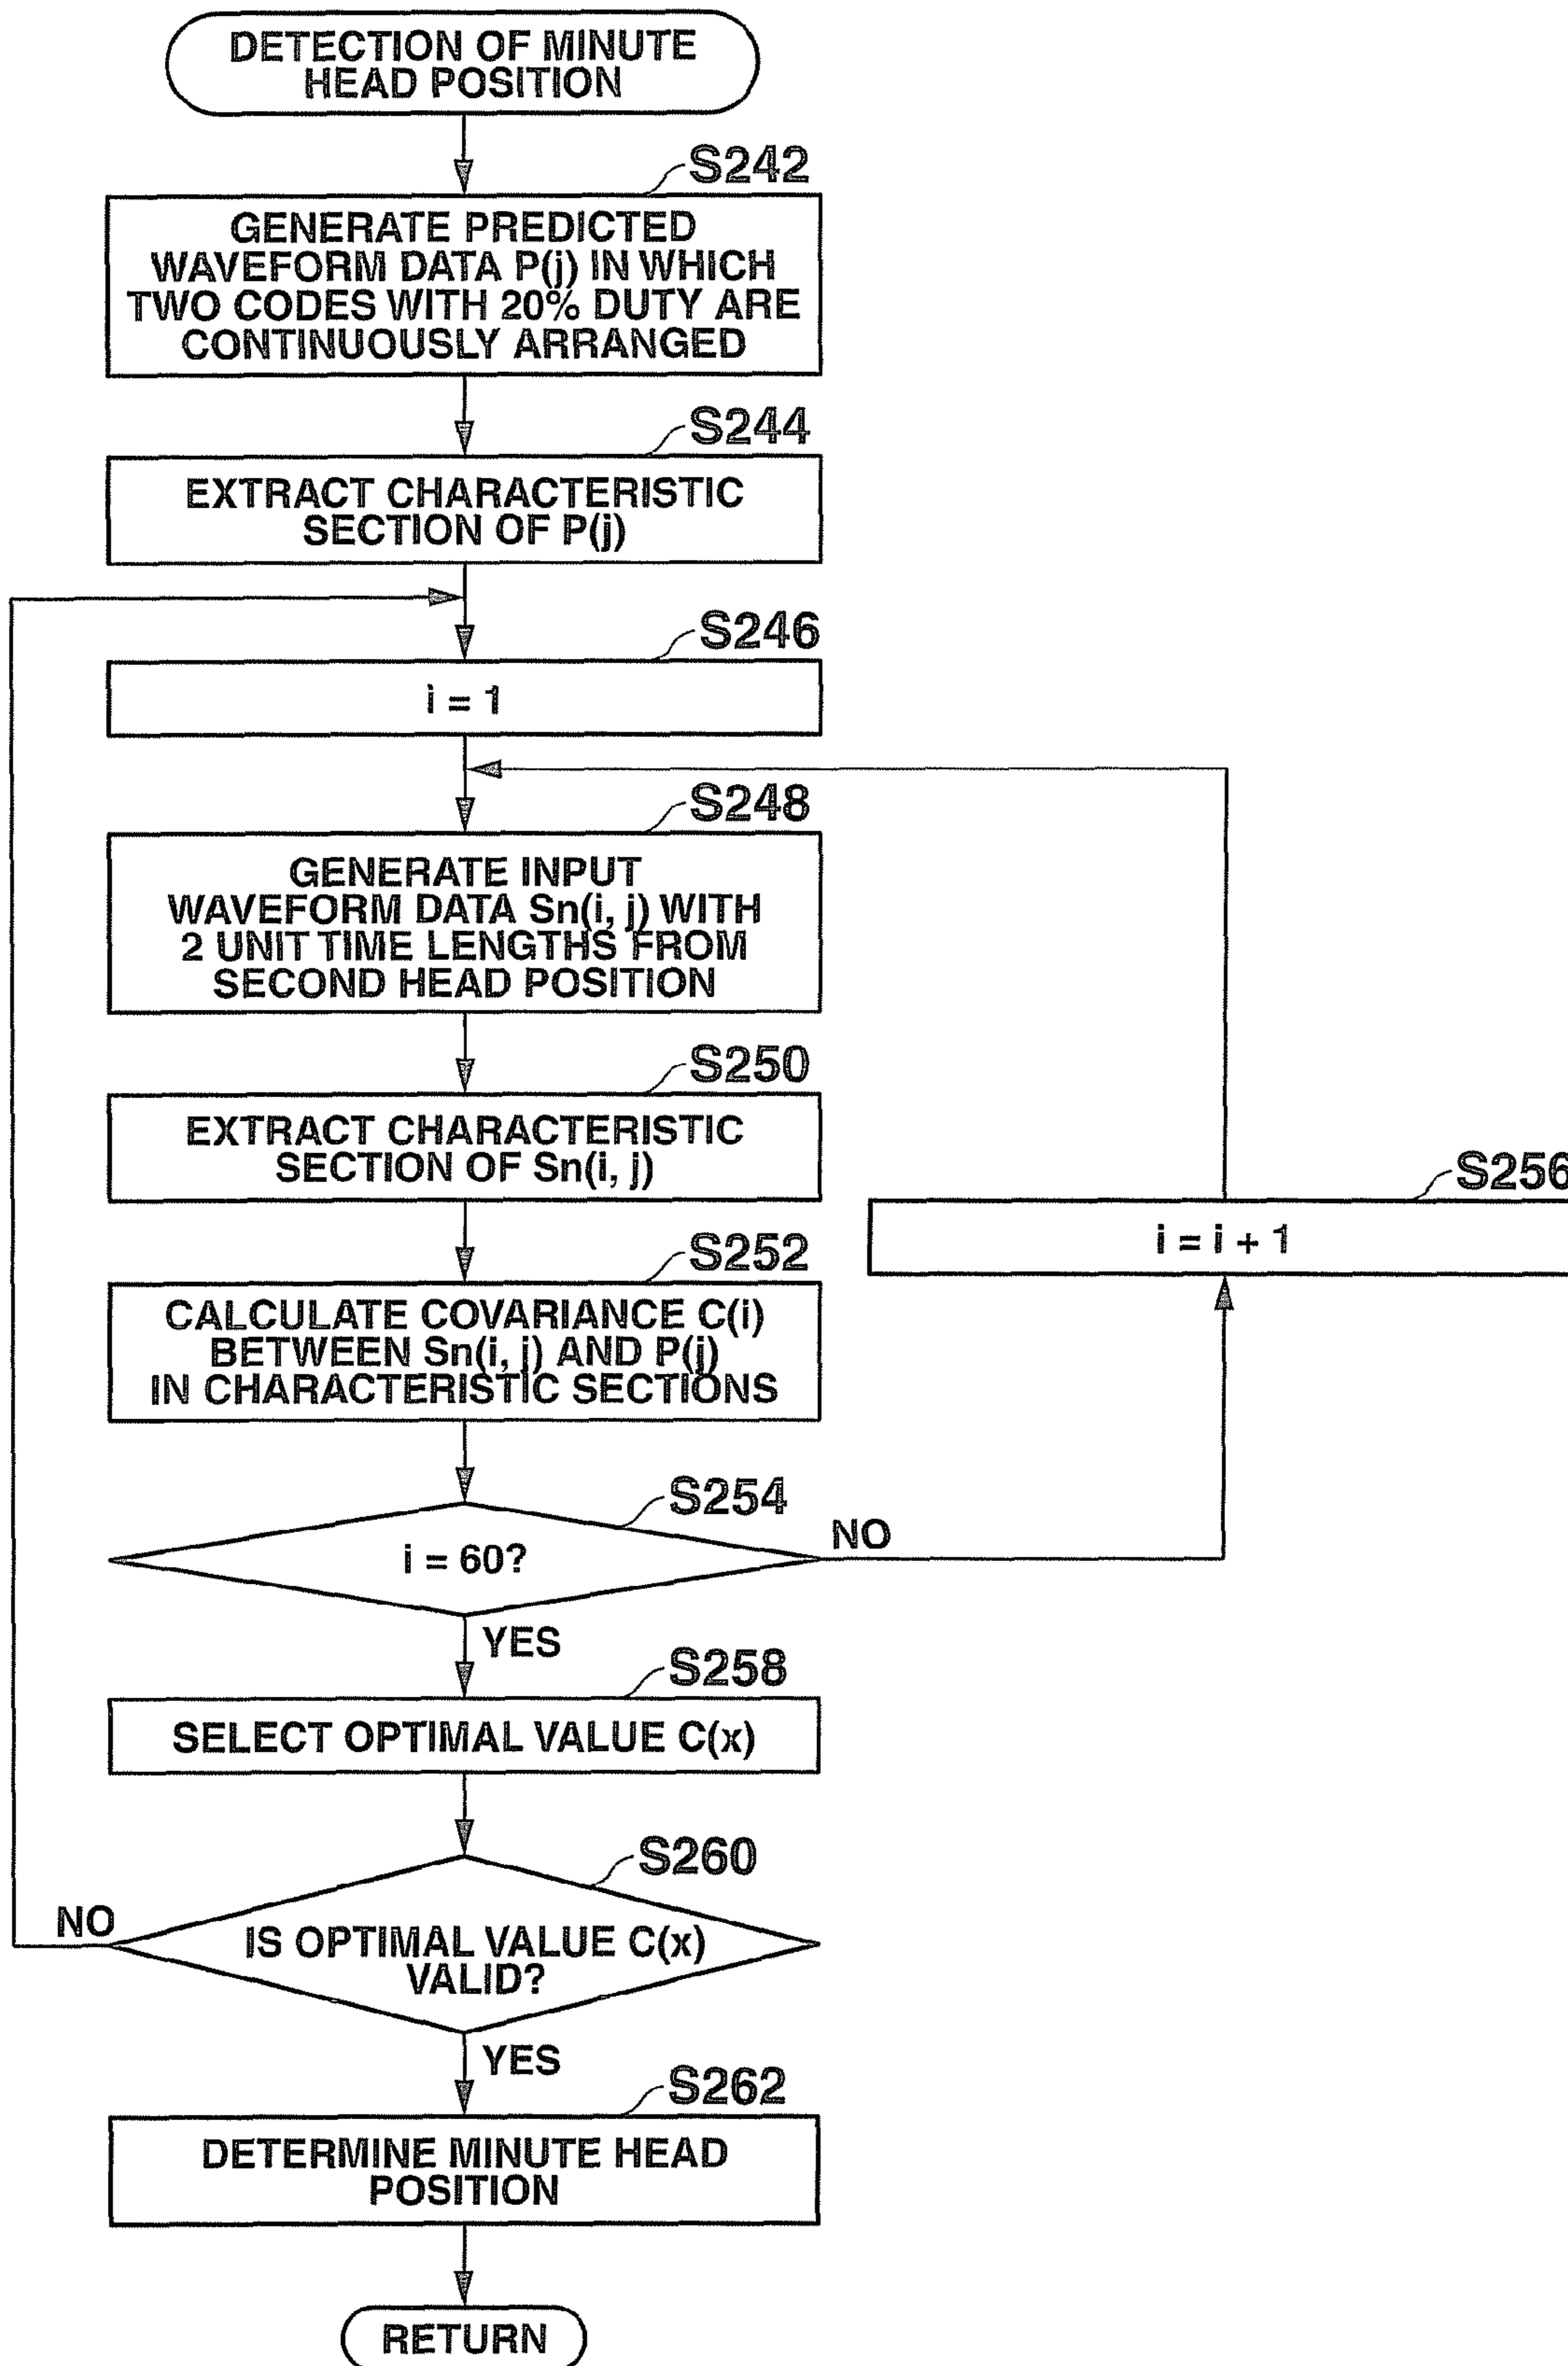 DETECTION OF MINUTE
HEAD POSITION
S242
GENERATE PREDICTED
WAVEFORM DATA P(j) IN WHICH
TWO CODES WITH 20% DUTY ARE
CONTINUOUSLY ARRANGED
S244
EXTRACT CHARACTERISTIC
SECTION OF P(j)
S246
i = 1
S248
GENERATE INPUT
WAVEFORM DATA Sn(i, j) WITH
2 UNIT TIME LENGTHS FROM
SECOND HEAD POSITION
S250
EXTRACT CHARACTERISTIC
SECTION OF Sn(i, j)
S256
i = i + 1
S252
CALCULATE COVARIANCE C(i)
BETWEEN Sn(i, j) AND P(j)
IN CHARACTERISTIC SECTIONS
S254
i = 60?
NO
YES
S258
SELECT OPTIMAL VALUE C(x)
S260
NO
IS OPTIMAL VALUE C(x)
VALID?
YES
S262
DETERMINE MINUTE HEAD
POSITION
RETURN